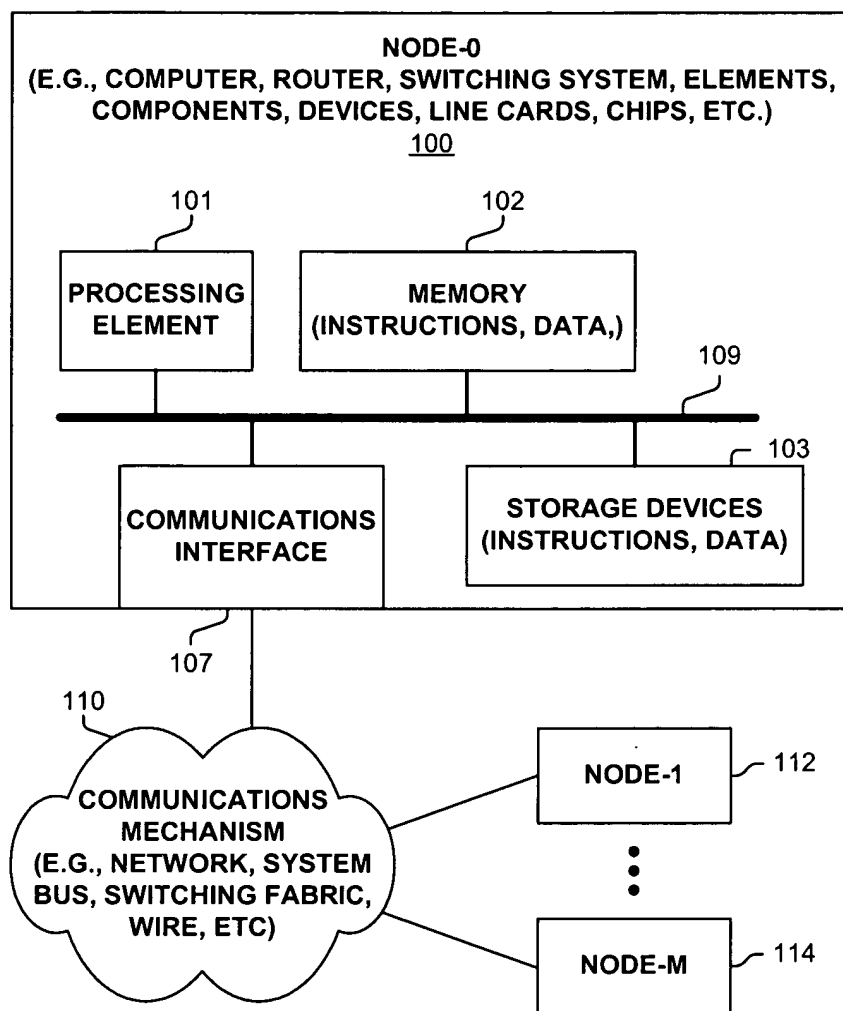 NODE-0
(E.G., COMPUTER, ROUTER, SWITCHING SYSTEM, ELEMENTS,
COMPONENTS, DEVICES, LINE CARDS, CHIPS, ETC.)
100
101
102
PROCESSING
ELEMENT
MEMORY
(INSTRUCTIONS, DATA,)
109
103
COMMUNICATIONS
INTERFACE
STORAGE DEVICES
(INSTRUCTIONS, DATA)
107
110
COMMUNICATIONS
MECHANISM
(E.G., NETWORK, SYSTEM
BUS, SWITCHING FABRIC,
WIRE, ETC)
NODE-1
112
NODE-M
114